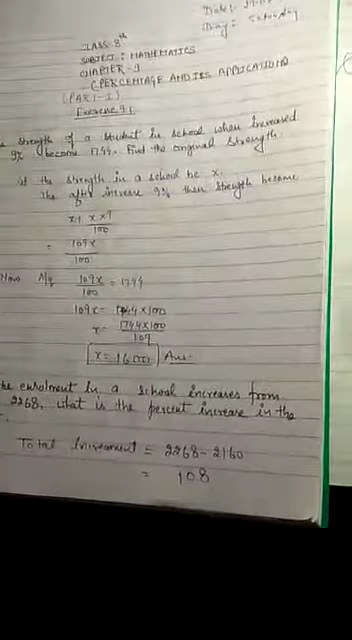 Date:
Day: Saturday
CLASS 8th
SUBJECT: MATHEMATICS
CHAPTER-9
(PERCENTAGE AND ITS APPLICATION)
(PART-1)
Exercise 9.1
strength of a student in school when increased
9% become 1744. Find the original strength
let the strength in a school be x.
The after increase 9% then strength become
x + x×9
100
= 109x
100
Now A/q 109x = 1744
100
109x = 1744×100
x = 1744×100
109
x = 1600 Ans
the enrolment in a school increases from
2268. what is the percent increase in the
Total Increment = 2268-2160
= 108